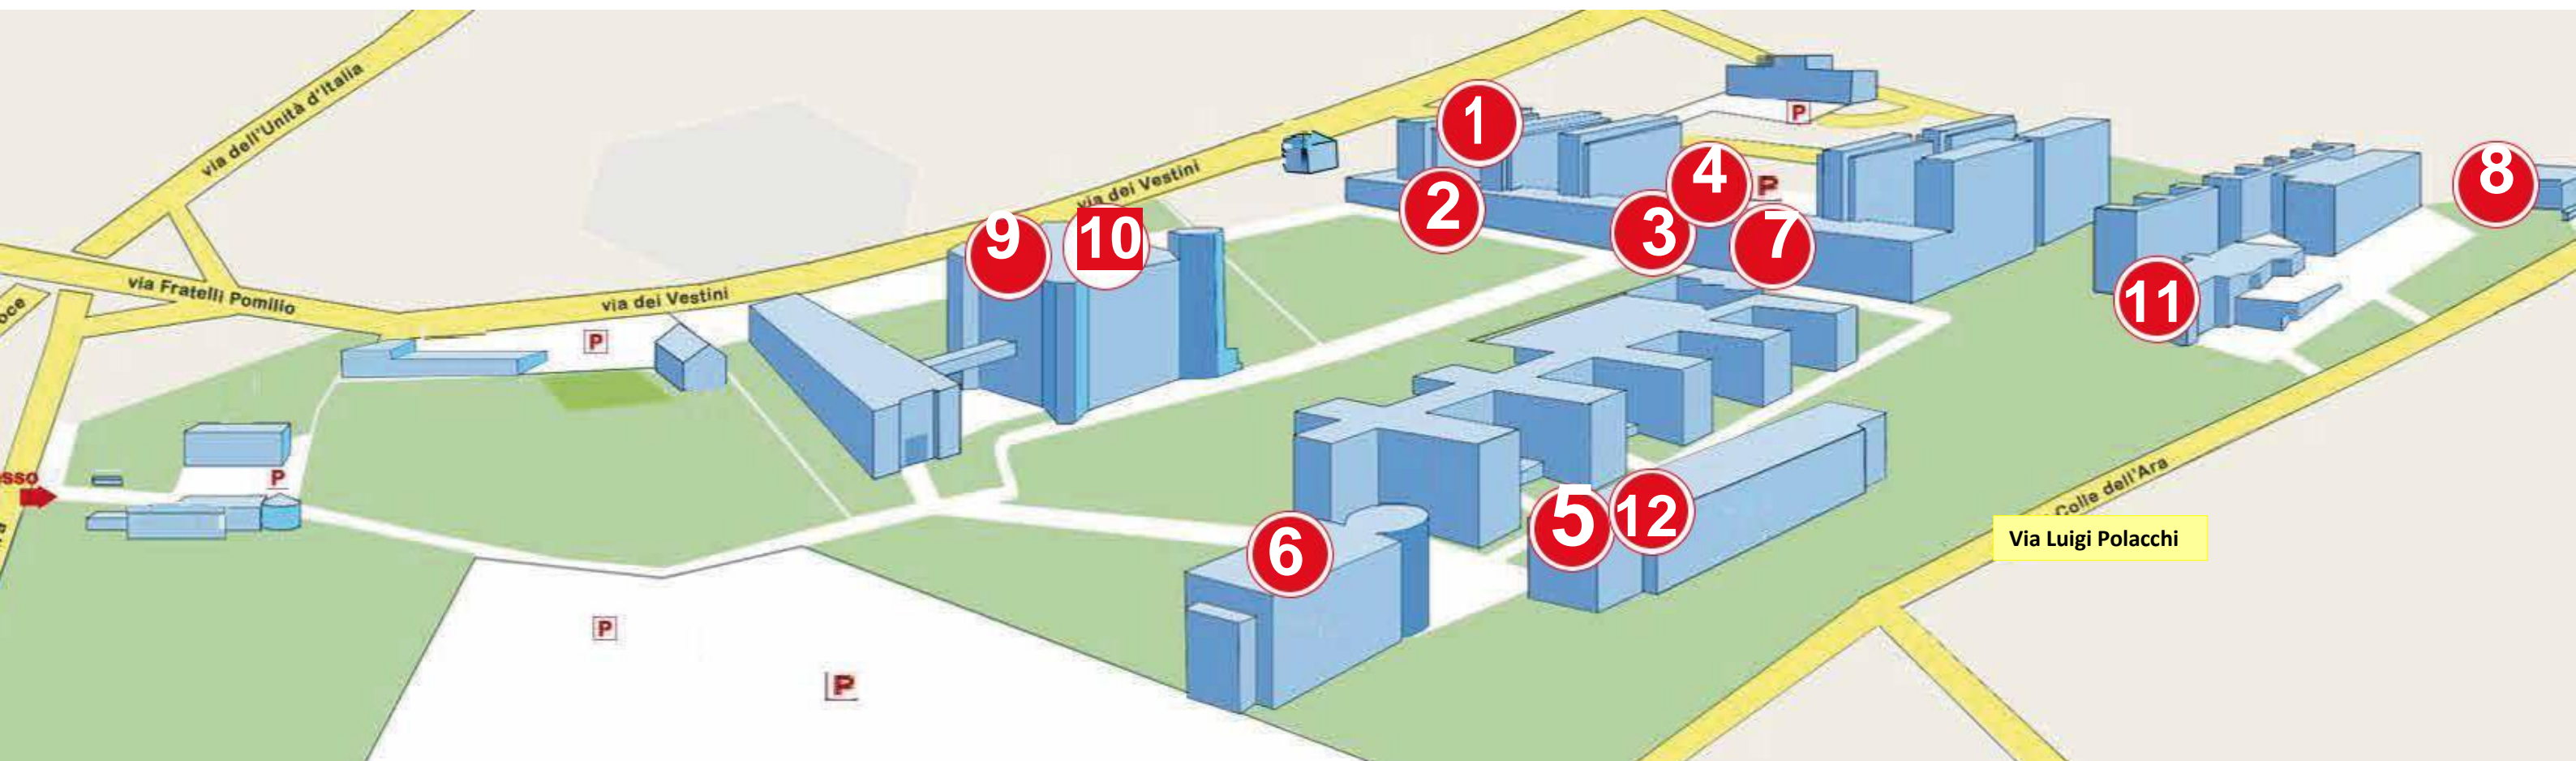 via dell'Unità d'Italia
via Fratelli Pomilio
via dei Vestini
via dei Vestini
1
2
3
4
7
8
9
10
11
P
P
P
P
P
P
5
12
6
Colle dell'Ara
Via Luigi Polacchi